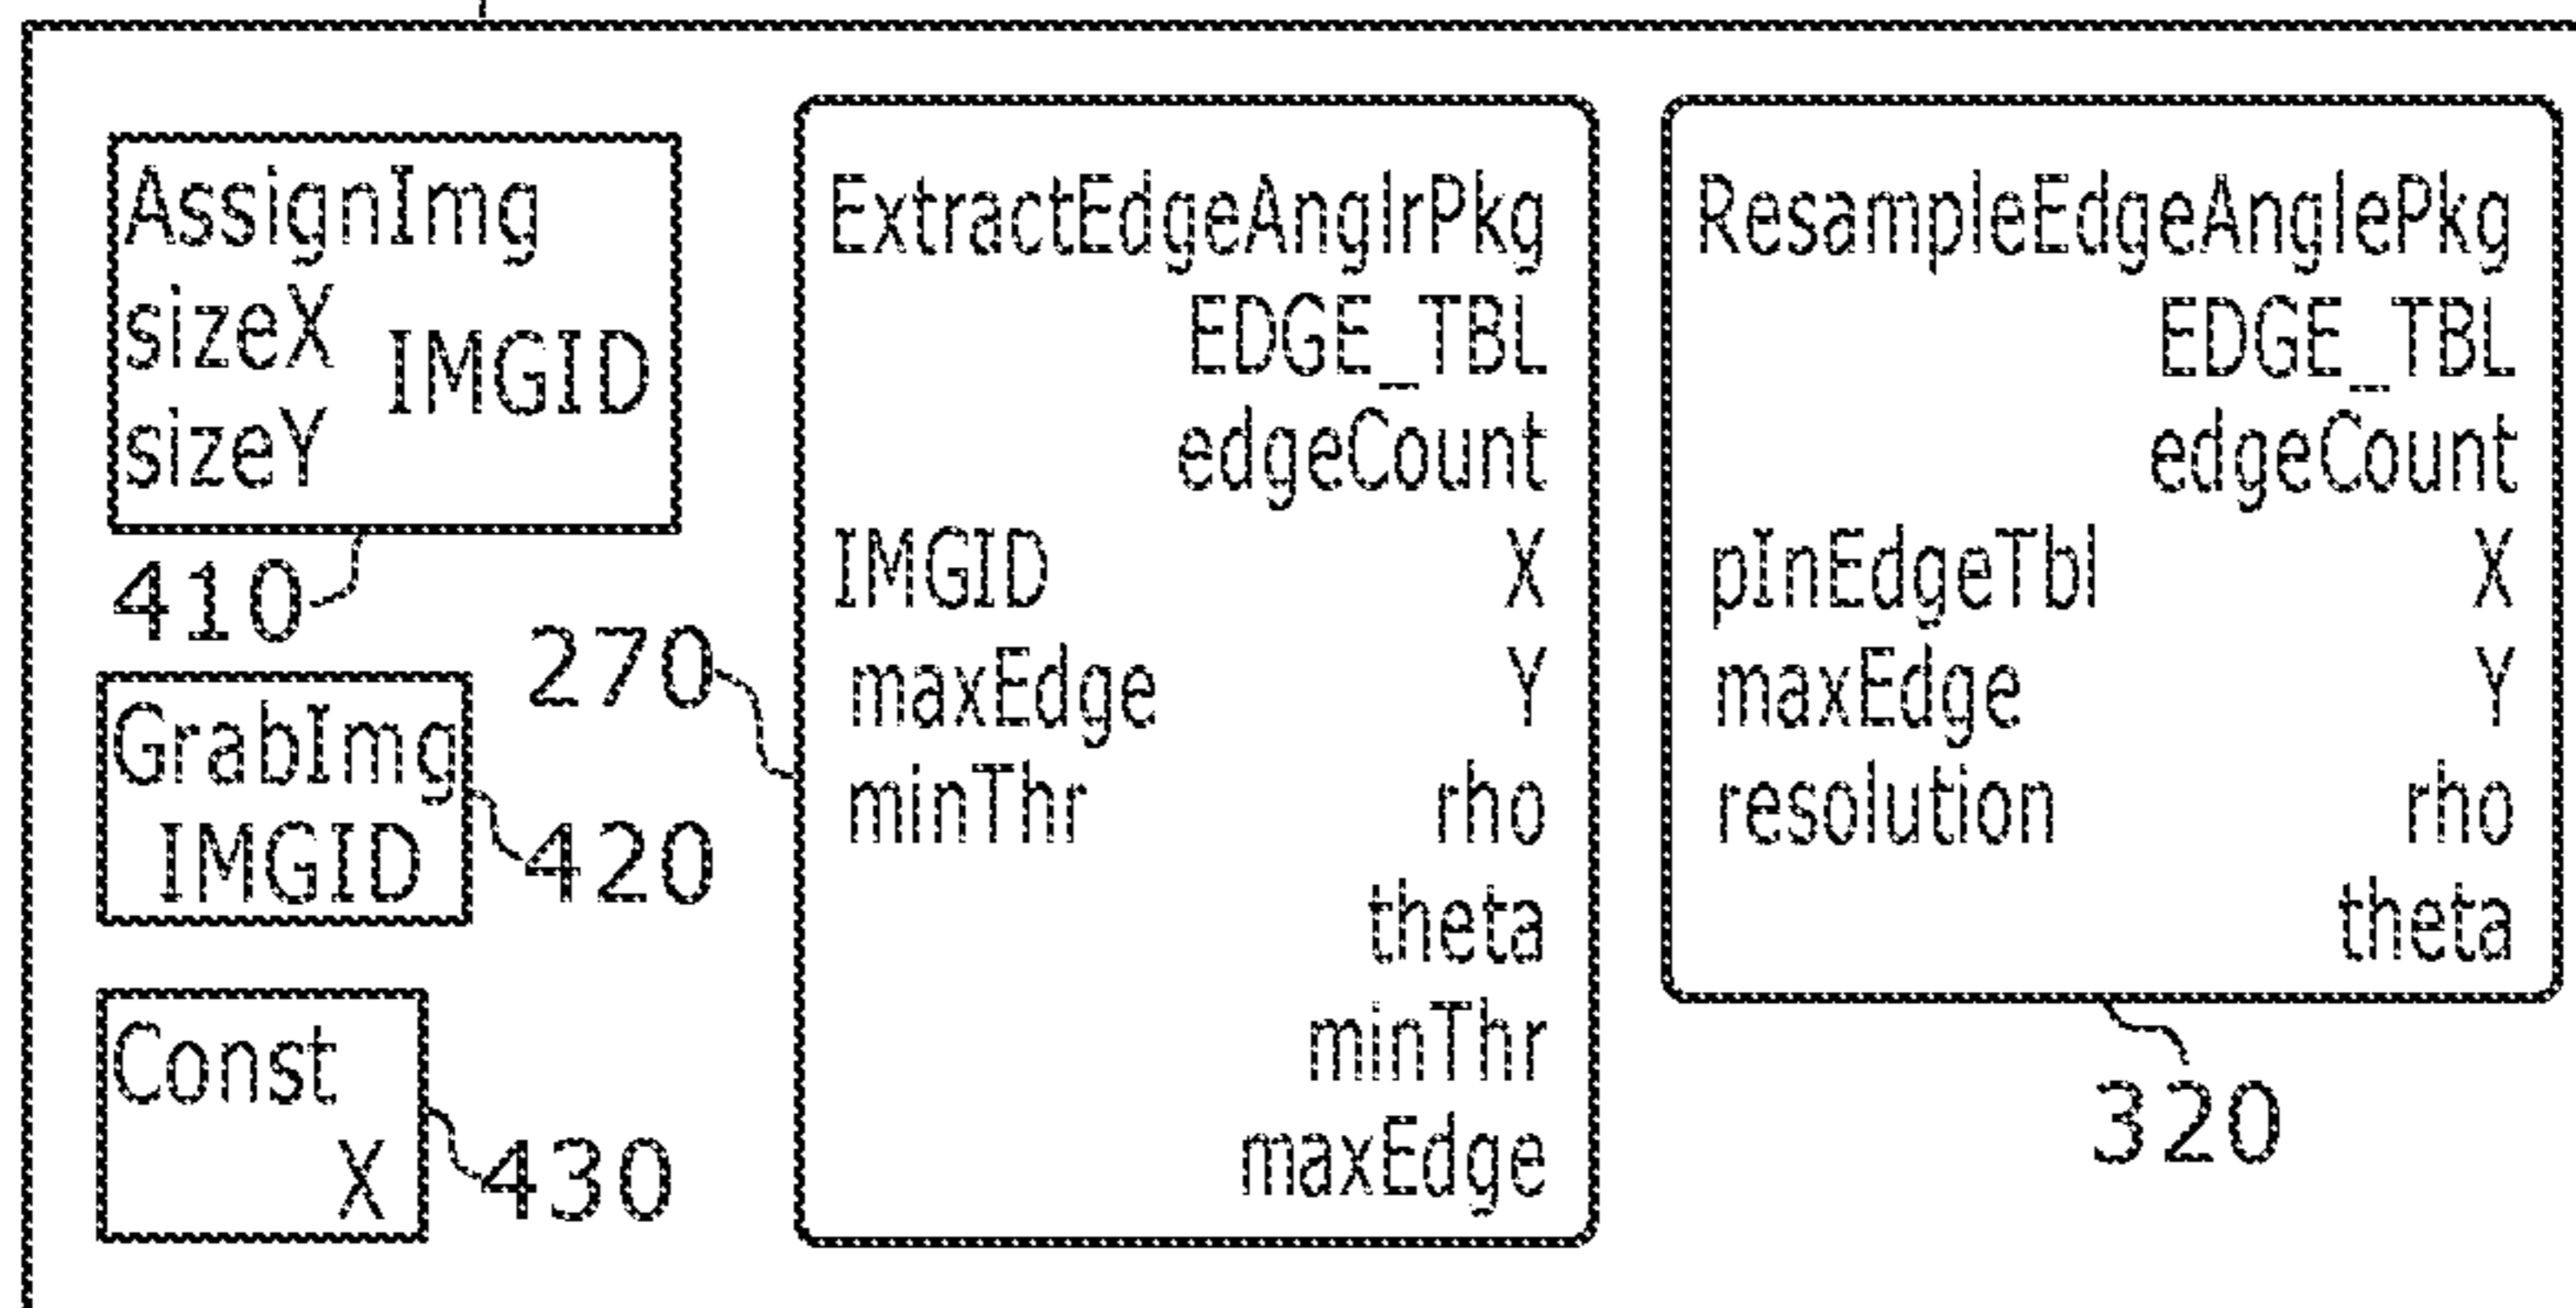 AssignImg
sizeX
IMGID
sizeY
410
GrabImg
IMGID
420
Const
X
430
270
ExtractEdgeAnglrPkg
EDGE_TBL
edgeCount
IMGID X
maxEdge Y
minThr rho
theta
minThr
maxEdge
ResampleEdgeAnglePkg
EDGE_TBL
edgeCount
pInEdgeTbl X
maxEdge Y
resolution rho
theta
320